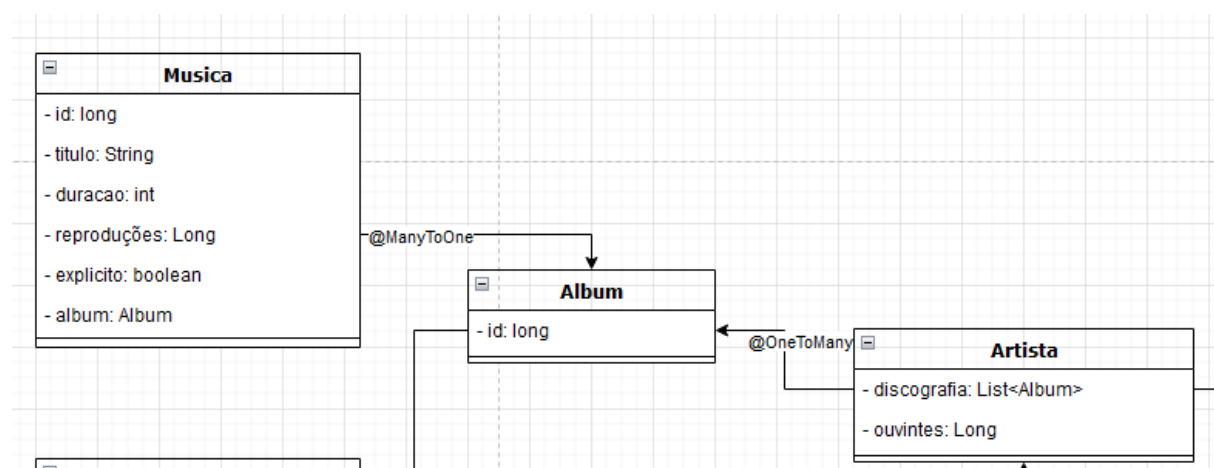 Musica
- id: long
- titulo: String
- duracao: int
- reproduções: Long
- explicito: boolean
- album: Album
@ManyToOne
Album
- id: long
@OneToMany
Artista
- discografia: List<Album>
- ouvintes: Long